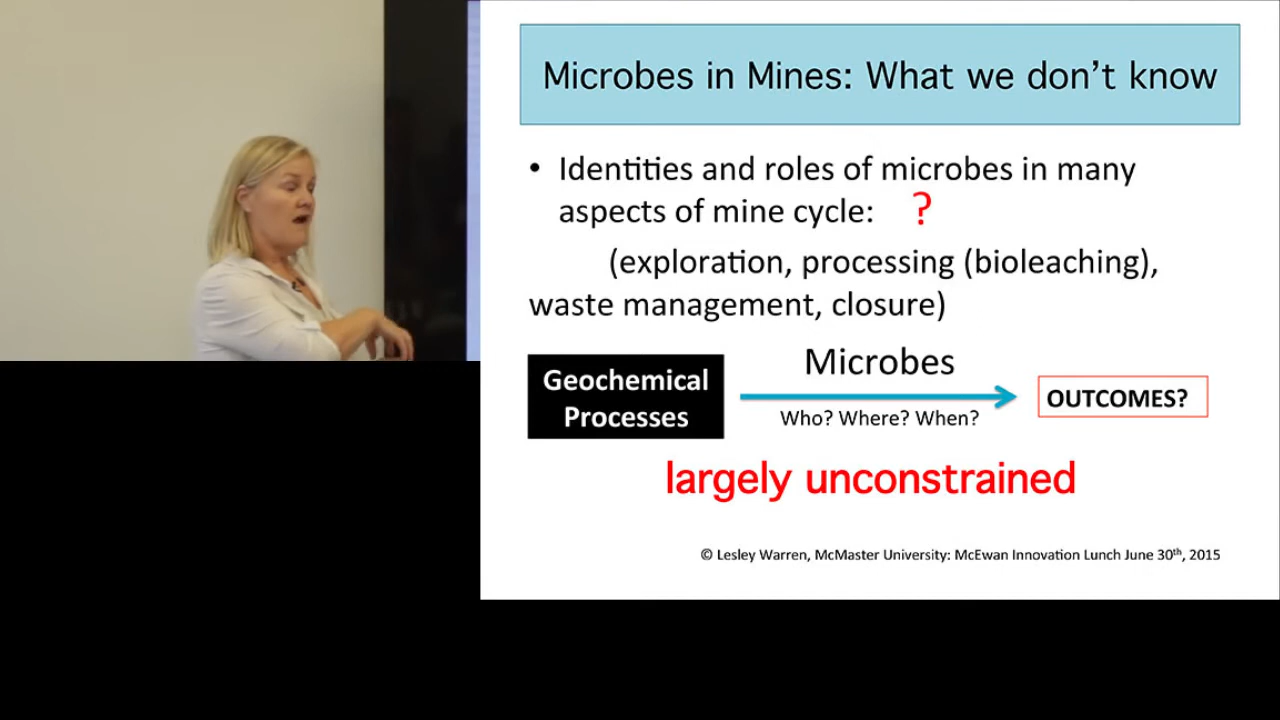 Microbes in Mines: What we don't know
• Identities and roles of microbes in many
aspects of mine cycle: ?
(exploration, processing (bioleaching),
waste management, closure)
Geochemical
Processes
Microbes
Who? Where? When?
OUTCOMES?
largely unconstrained
© Lesley Warren, McMaster University: McEwan Innovation Lunch June 30th, 2015